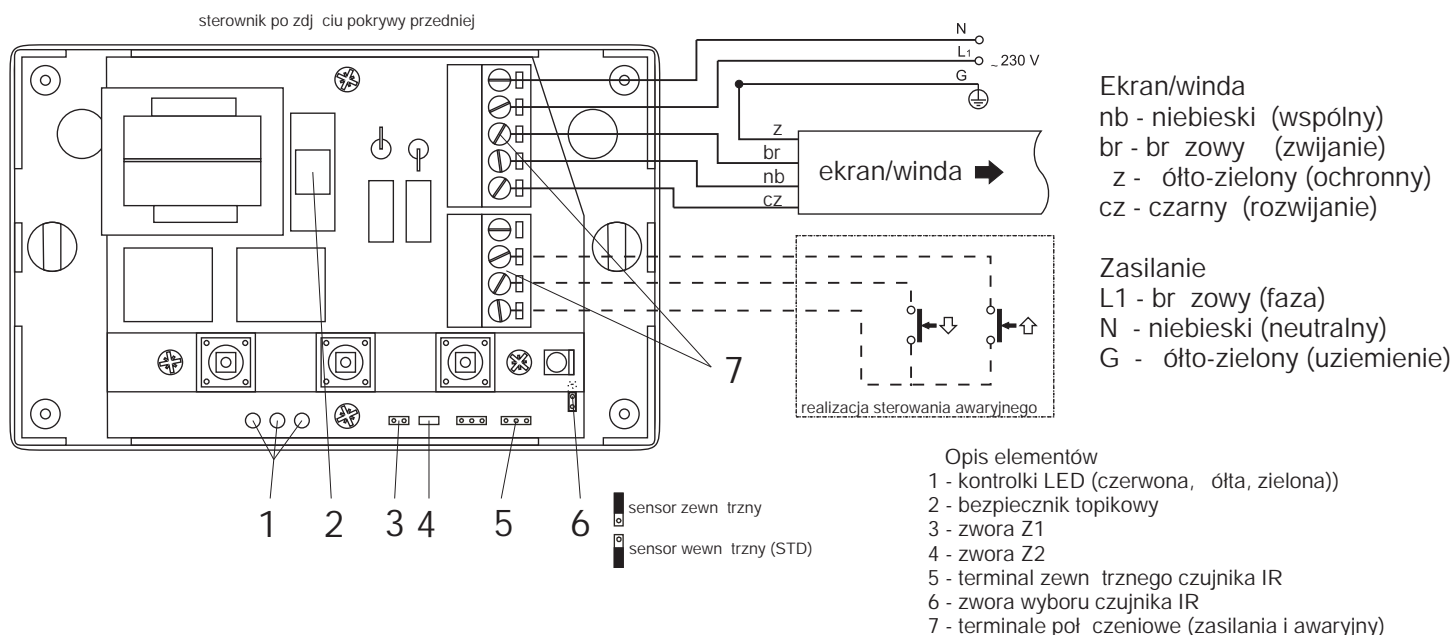 sterownik po zdj ciu pokrywy przedniej
N
L1
~ 230 V
G
z
br
nb
cz
ekran/winda
Ekran/winda
nb - niebieski (wspólny)
br - br zowy (zwijanie)
z - ółto-zielony (ochronny)
cz - czarny (rozwijanie)
Zasilanie
L1 - br zowy (faza)
N - niebieski (neutralny)
G - ółto-zielony (uziemienie)
realizacja sterowania awaryjnego
7
1 2 3 4 5 6
sensor zewn trzny
sensor wewn trzny (STD)
Opis elementów
1 - kontrolki LED (czerwona, ółta, zielona))
2 - bezpiecznik topikowy
3 - zwora Z1
4 - zwora Z2
5 - terminal zewn trznego czujnika IR
6 - zwora wyboru czujnika IR
7 - terminale poł czeniowe (zasilania i awaryjny)